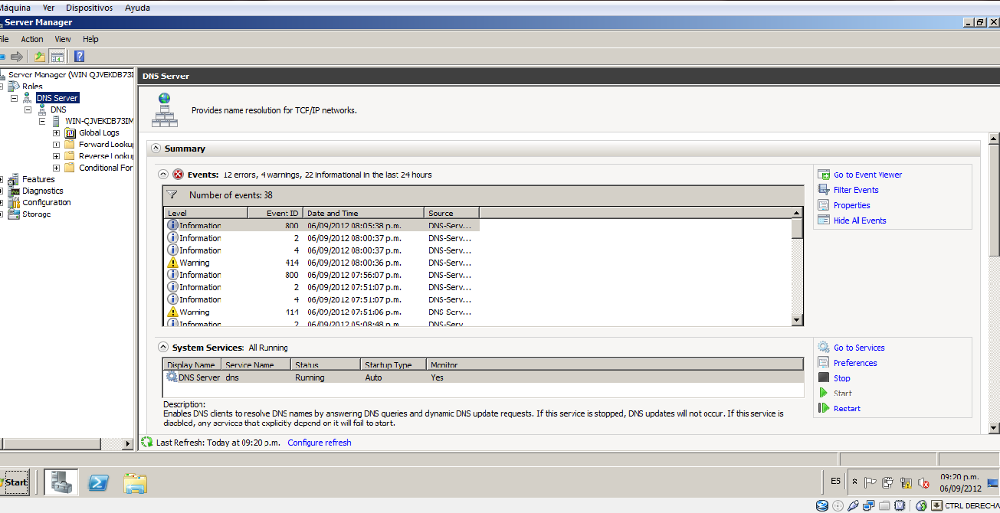 Máquina Ver Dispositivos Ayuda
Server Manager
File Action View Help
Server Manager (WIN-QJVEKDB73I
Roles
DNS Server
DNS
WIN-QJVEKDB73IM
Global Logs
Forward Looku
Reverse Looku
Conditional For
Features
Diagnostics
Configuration
Storage
DNS Server
Provides name resolution for TCP/IP networks.
Summary
Events: 12 errors, 4 warnings, 22 informational in the last 24 hours
Number of events: 38
Level Event ID Date and Time Source
Information 800 06/09/2012 08:05:38 p.m. DNS-Serv...
Information 2 06/09/2012 08:00:37 p.m. DNS-Serv...
Information 4 06/09/2012 08:00:37 p.m. DNS-Serv...
Warning 414 06/09/2012 08:00:36 p.m. DNS-Serv...
Information 800 06/09/2012 07:56:07 p.m. DNS-Serv...
Information 2 06/09/2012 07:51:07 p.m. DNS-Serv...
Information 4 06/09/2012 07:51:07 p.m. DNS-Serv...
Warning 414 06/09/2012 07:51:06 p.m. DNS-Serv...
Information 2 06/09/2012 05:08:48 p.m. DNS-Serv
Go to Event Viewer
Filter Events
Properties
Hide All Events
System Services: All Running
Display Name Service Name Status Startup Type Monitor
DNS Server dns Running Auto Yes
Description:
Enables DNS clients to resolve DNS names by answering DNS queries and dynamic DNS update requests. If this service is stopped, DNS updates will not occur. If this service is
disabled, any services that explicitly depend on it will fail to start.
Go to Services
Preferences
Stop
Start
Restart
Last Refresh: Today at 09:20 p.m. Configure refresh
Start
ES
09:20 p.m.
06/09/2012
CTRL DERECHA